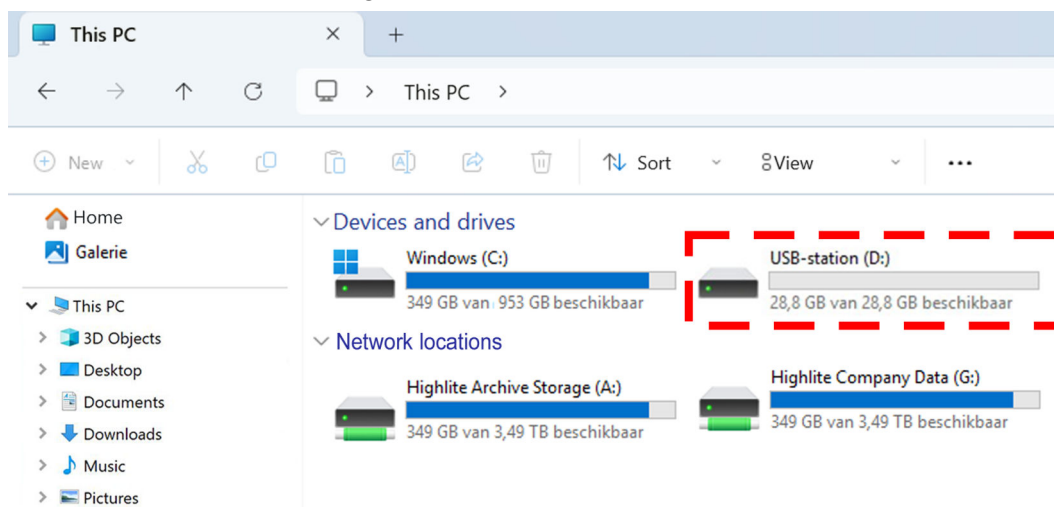 This PC
This PC
New
Sort
View
Home
Galerie
This PC
3D Objects
Desktop
Documents
Downloads
Music
Pictures
Devices and drives
Windows (C:)
349 GB van 953 GB beschikbaar
USB-station (D:)
28,8 GB van 28,8 GB beschikbaar
Network locations
Highlite Archive Storage (A:)
349 GB van 3,49 TB beschikbaar
Highlite Company Data (G:)
349 GB van 3,49 TB beschikbaar